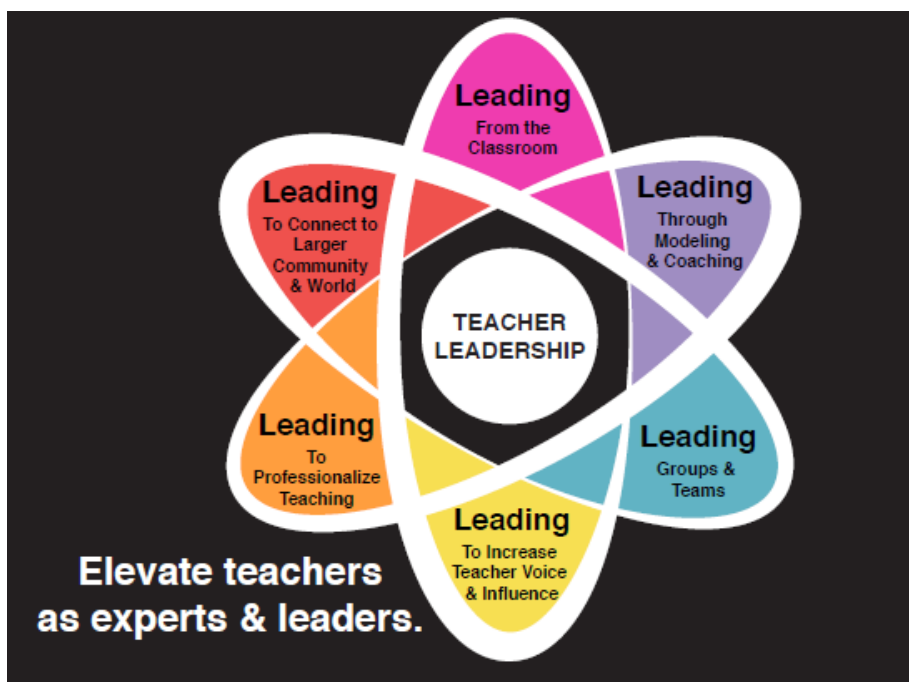 Leading
From the
Classroom
Leading
Through
Modeling
& Coaching
Leading
Groups &
Teams
Leading
To Increase
Teacher Voice
& Influence
Leading
To
Professionalize
Teaching
Leading
To Connect to
Larger
Community
& World
TEACHER
LEADERSHIP
Elevate teachers
as experts & leaders.